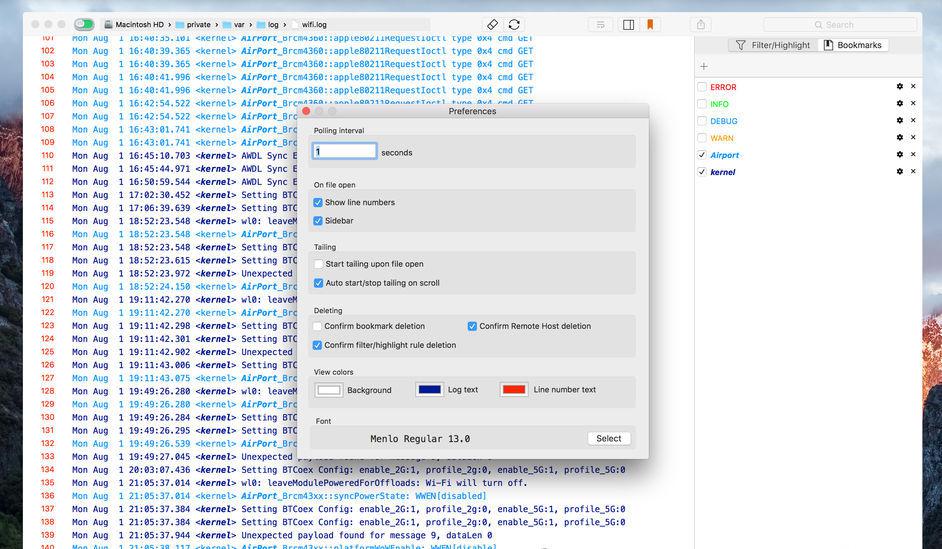 Macintosh HD › private › var › log › wifi.log
Search
101 Mon Aug 1 16:40:35.101 <kernel> AirPort_Brcm4360::apple80211RequestIoctl type 0x4 cmd GET
102 Mon Aug 1 16:40:39.365 <kernel> AirPort_Brcm4360::apple80211RequestIoctl type 0x4 cmd GET
103 Mon Aug 1 16:40:39.365 <kernel> AirPort_Brcm4360::apple80211RequestIoctl type 0x4 cmd GET
104 Mon Aug 1 16:40:41.996 <kernel> AirPort_Brcm4360::apple80211RequestIoctl type 0x4 cmd GET
105 Mon Aug 1 16:40:41.996 <kernel> AirPort_Brcm4360::apple80211RequestIoctl type 0x4 cmd GET
106 Mon Aug 1 16:42:54.522 <kernel> AirPort_Brcm4360::apple80211RequestIoctl type 0x4 cmd GET
107 Mon Aug 1 16:42:54.522 <kernel> AirPort_Brc
108 Mon Aug 1 16:43:01.741 <kernel> AirPort_Brc
109 Mon Aug 1 16:43:01.741 <kernel> AirPort_Brc
110 Mon Aug 1 16:45:10.703 <kernel> AWDL Sync E
111 Mon Aug 1 16:45:44.971 <kernel> AWDL Sync E
112 Mon Aug 1 16:50:59.544 <kernel> AWDL Sync E
113 Mon Aug 1 17:02:30.452 <kernel> Setting BTCo
114 Mon Aug 1 17:06:39.639 <kernel> Setting BTCo
115 Mon Aug 1 18:52:23.548 <kernel> wl0: leaveM
116 Mon Aug 1 18:52:23.548 <kernel> AirPort_Brc
117 Mon Aug 1 18:52:23.548 <kernel> Setting BTCo
118 Mon Aug 1 18:52:23.615 <kernel> Setting BTCo
119 Mon Aug 1 18:52:23.972 <kernel> Unexpected
120 Mon Aug 1 18:52:24.150 <kernel> AirPort_Brc
121 Mon Aug 1 19:11:42.270 <kernel> wl0: leaveM
122 Mon Aug 1 19:11:42.270 <kernel> AirPort_Brc
123 Mon Aug 1 19:11:42.298 <kernel> Setting BTCo
124 Mon Aug 1 19:11:42.301 <kernel> Setting BTCo
125 Mon Aug 1 19:11:42.902 <kernel> Unexpected
126 Mon Aug 1 19:11:43.006 <kernel> Setting BTCo
127 Mon Aug 1 19:11:43.075 <kernel> AirPort_Brc
128 Mon Aug 1 19:49:26.280 <kernel> wl0: leaveM
129 Mon Aug 1 19:49:26.280 <kernel> AirPort_Brc
130 Mon Aug 1 19:49:26.284 <kernel> Setting BTCo
131 Mon Aug 1 19:49:26.295 <kernel> Setting BTCo
132 Mon Aug 1 19:49:26.539 <kernel> AirPort_Brc
133 Mon Aug 1 19:49:27.045 <kernel> Unexpected payload found for message 9, dataLen 0
134 Mon Aug 1 20:03:07.436 <kernel> Setting BTCoex Config: enable_2G:1, profile_2g:0, enable_5G:1, profile_5G:0
135 Mon Aug 1 21:05:37.014 <kernel> wl0: leaveModulePoweredForOffloads: Wi-Fi will turn off.
136 Mon Aug 1 21:05:37.014 <kernel> AirPort_Brcm43xx::syncPowerState: WWEN[disabled]
137 Mon Aug 1 21:05:37.384 <kernel> Setting BTCoex Config: enable_2G:1, profile_2g:0, enable_5G:1, profile_5G:0
138 Mon Aug 1 21:05:37.384 <kernel> Setting BTCoex Config: enable_2G:1, profile_2g:0, enable_5G:1, profile_5G:0
139 Mon Aug 1 21:05:37.944 <kernel> Unexpected payload found for message 9, dataLen 0
140 Mon Aug 1 21:05:38.117 <kernel> AirPort_Brcm43xx::platformWoWEnable: WWEN[disable]
Preferences
Polling interval
1 seconds
On file open
Show line numbers
Sidebar
Tailing
Start tailing upon file open
Auto start/stop tailing on scroll
Deleting
Confirm bookmark deletion Confirm Remote Host deletion
Confirm filter/highlight rule deletion
View colors
Background Log text Line number text
Font
Menlo Regular 13.0 Select
Filter/Highlight Bookmarks
+
ERROR
INFO
DEBUG
WARN
Airport
kernel